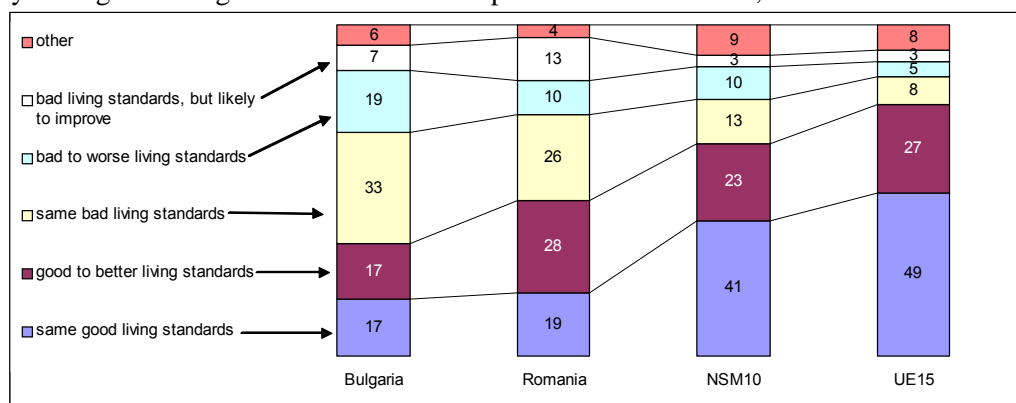 other
bad living standards, but likely
to improve
bad to worse living standards
same bad living standards
good to better living standards
same good living standards
6 4 9 8
7 13 3 3
19 10 10 5
33 26 13 8
17 28 23 27
17 19 41 49
Bulgaria Romania NSM10 UE15